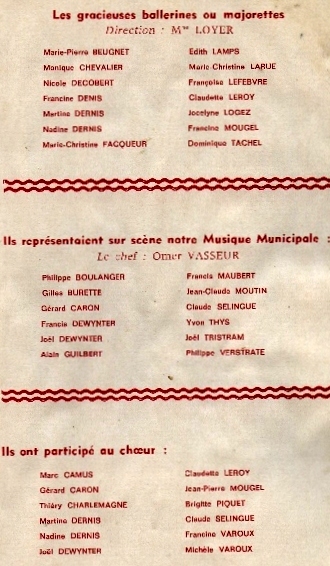 Les gracieuses ballerines ou majorettes
Direction : Mme LOYER
Marie-Pierre BEUGNET
Monique CHEVALIER
Nicole DECOBERT
Francine DENIS
Martine DERNIS
Nadine DERNIS
Marie-Christine FACQUEUR
Edith LAMPS
Marie-Christine LARUE
Françoise LEFEBVRE
Claudette LEROY
Jocelyne LOGEZ
Francine MOUGEL
Dominique TACHEL
Ils représentaient sur scène notre Musique Municipale :
Le chef : Omer VASSEUR
Philippe BOULANGER
Gilles BURETTE
Gérard CARON
Francis DEWYNTER
Joël DEWYNTER
Alain GUILBERT
Francis MAUBERT
Jean-Claude MOUTIN
Claude SELINGUE
Yvon THYS
Joël TRISTRAM
Philippe VERSTRATE
Ils ont participé au chœur :
Marc CAMUS
Gérard CARON
Thiéry CHARLEMAGNE
Martine DERNIS
Nadine DERNIS
Joël DEWYNTER
Claudette LEROY
Jean-Pierre MOUGEL
Brigitte PIQUET
Claude SELINGUE
Francine VAROUX
Michèle VAROUX